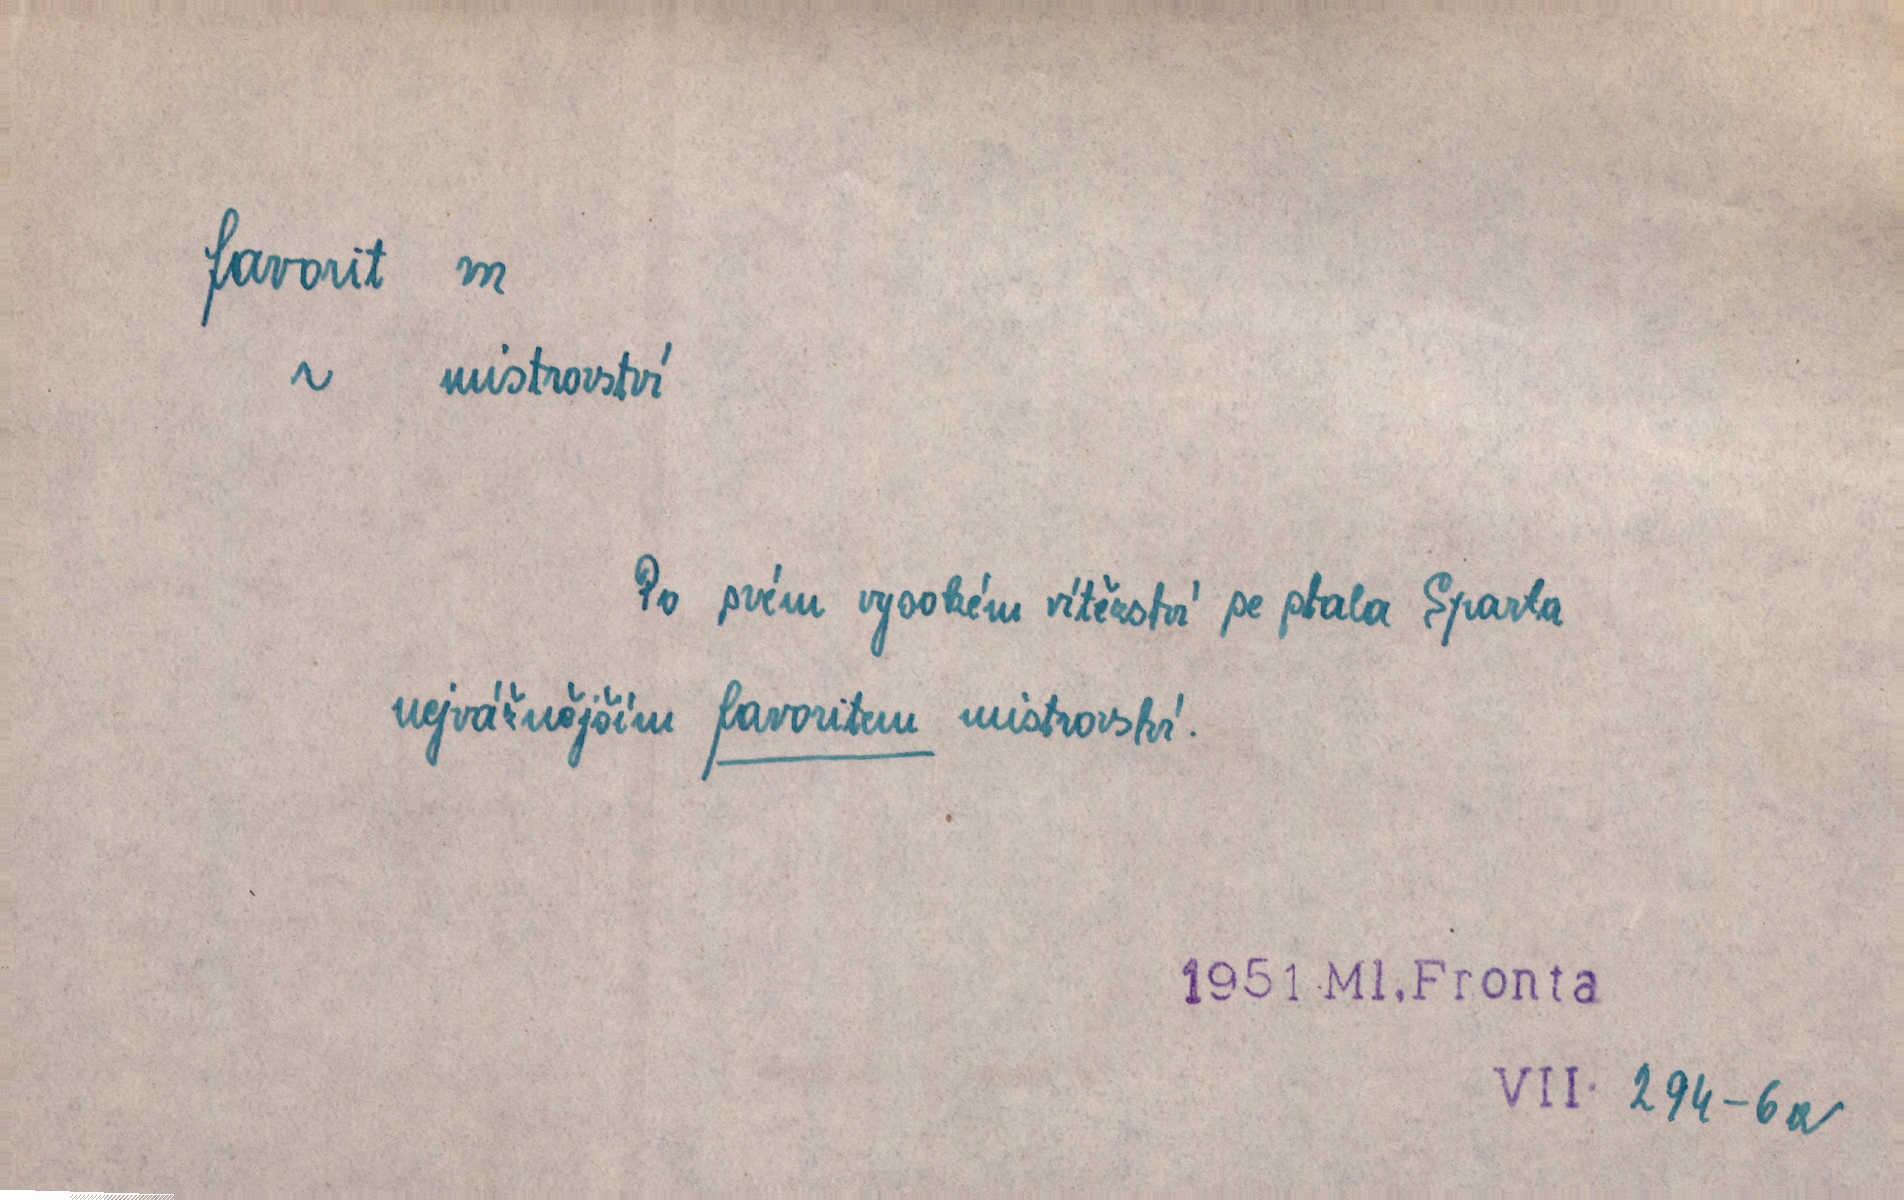 favorit m
~ mistrovství
Po svém vysokém vítězství se stala Sparta
nejvážnějším favoritem mistrovství.
1951 Ml. Fronta
VII. 294-6a